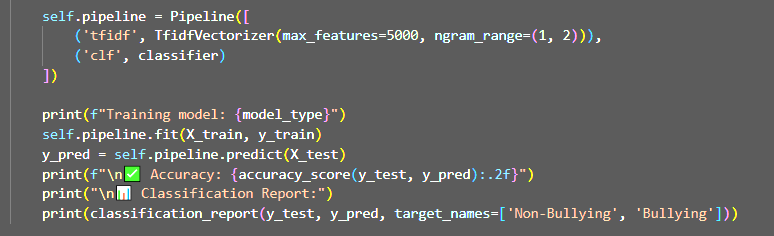 self.pipeline = Pipeline([
    ('tfidf', TfidfVectorizer(max_features=5000, ngram_range=(1, 2))),
    ('clf', classifier)
])

print(f"Training model: {model_type}")
self.pipeline.fit(X_train, y_train)
y_pred = self.pipeline.predict(X_test)
print(f"\n✅ Accuracy: {accuracy_score(y_test, y_pred):.2f}")
print("\n📊 Classification Report:")
print(classification_report(y_test, y_pred, target_names=['Non-Bullying', 'Bullying']))